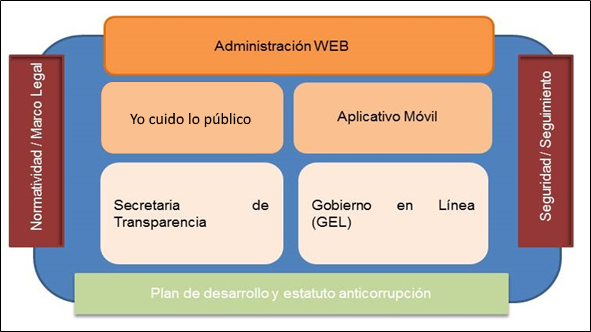 Administración WEB
Normatividad / Marco Legal
Yo cuido lo público
Aplicativo Móvil
Seguridad / Seguimiento
Secretaria de
Transparencia
Gobierno en Línea
(GEL)
Plan de desarrollo y estatuto anticorrupción